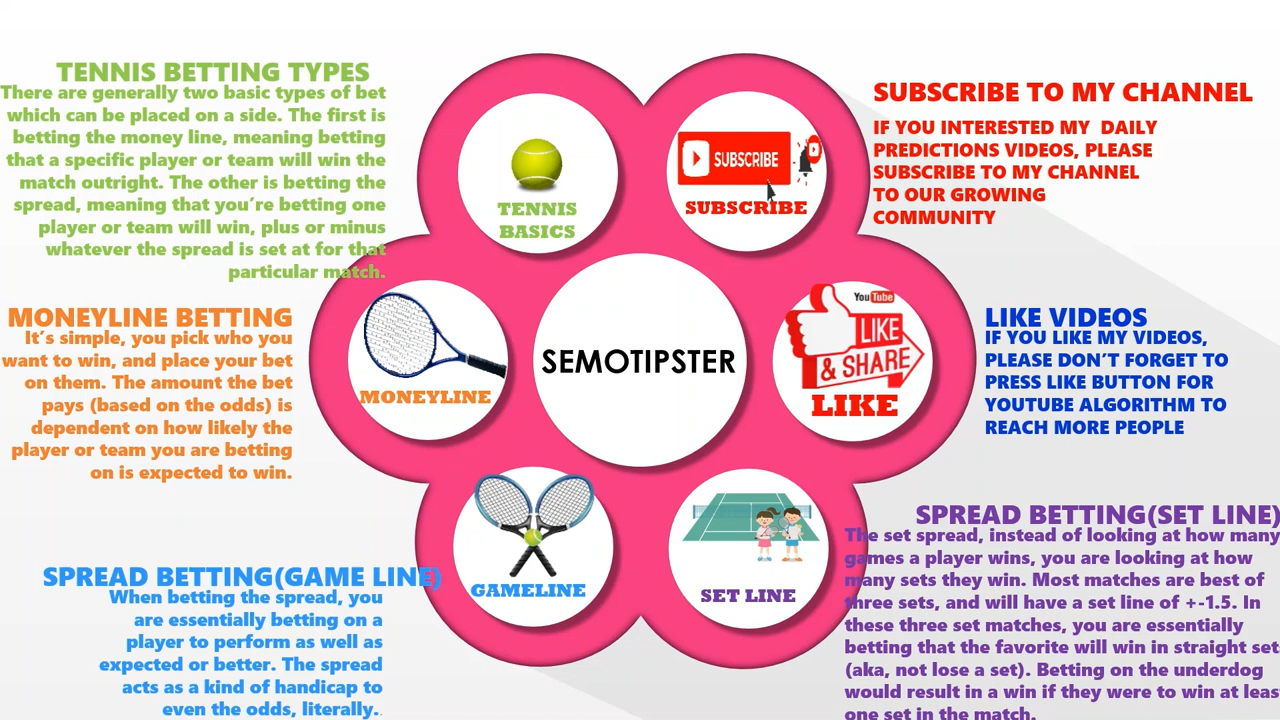 TENNIS BETTING TYPES
There are generally two basic types of bet
which can be placed on a side. The first is
betting the money line, meaning betting
that a specific player or team will win the
match outright. The other is betting the
spread, meaning that you’re betting one
player or team will win, plus or minus
whatever the spread is set at for that
particular match.
MONEYLINE BETTING
It’s simple, you pick who you
want to win, and place your bet
on them. The amount the bet
pays (based on the odds) is
dependent on how likely the
player or team you are betting
on is expected to win.
SPREAD BETTING(GAME LINE)
When betting the spread, you
are essentially betting on a
player to perform as well as
expected or better. The spread
acts as a kind of handicap to
even the odds, literally..
TENNIS
BASICS
SUBSCRIBE
SUBSCRIBE
MONEYLINE
SEMOTIPSTER
YouTube
LIKE
& SHARE
LIKE
GAMELINE
SET LINE
SUBSCRIBE TO MY CHANNEL
IF YOU INTERESTED MY DAILY
PREDICTIONS VIDEOS, PLEASE
SUBSCRIBE TO MY CHANNEL
TO OUR GROWING
COMMUNITY
LIKE VIDEOS
IF YOU LIKE MY VIDEOS,
PLEASE DON’T FORGET TO
PRESS LIKE BUTTON FOR
YOUTUBE ALGORITHM TO
REACH MORE PEOPLE
SPREAD BETTING(SET LINE)
The set spread, instead of looking at how many
games a player wins, you are looking at how
many sets they win. Most matches are best of
three sets, and will have a set line of +-1.5. In
these three set matches, you are essentially
betting that the favorite will win in straight set
(aka, not lose a set). Betting on the underdog
would result in a win if they were to win at leas
one set in the match.